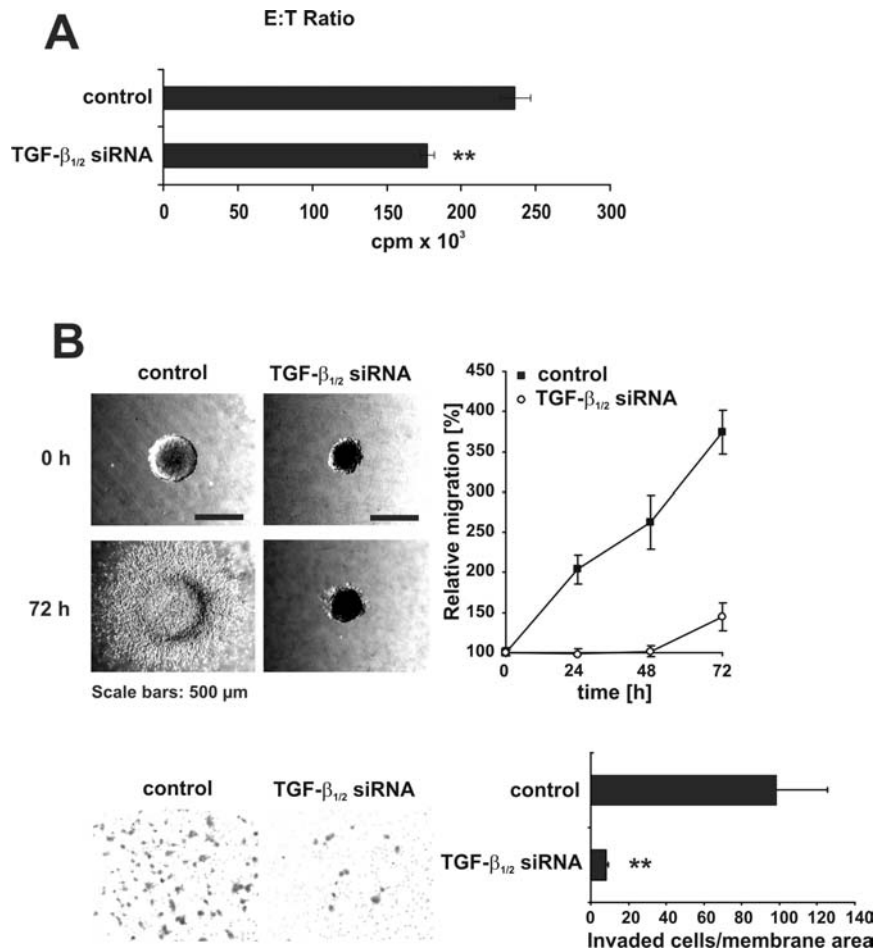 A
E:T Ratio
control
TGF-β1/2 siRNA
**
0 50 100 150 200 250 300
cpm x 10³
B
control TGF-β1/2 siRNA
0 h
72 h
Scale bars: 500 µm
450
400
350
300
250
200
150
100
Relative migration [%]
control
TGF-β1/2 siRNA
0 24 48 72
time [h]
control TGF-β1/2 siRNA
control
TGF-β1/2 siRNA
**
0 20 40 60 80 100 120 140
Invaded cells/membrane area